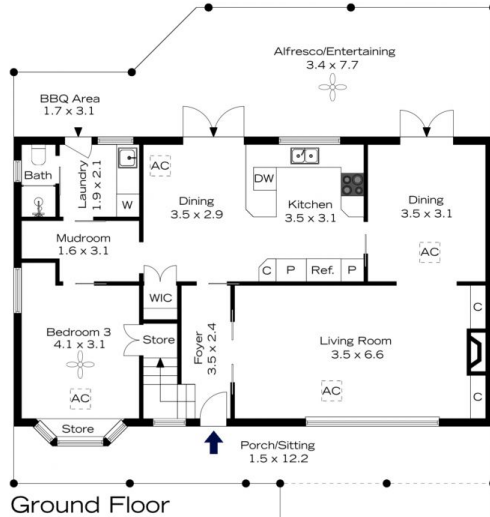 Alfresco/Entertaining
3.4 x 7.7
BBQ Area
1.7 x 3.1
Bath
Laundry
1.9 x 2.1
W
AC
Dining
3.5 x 2.9
DW
Kitchen
3.5 x 3.1
Dining
3.5 x 3.1
AC
Mudroom
1.6 x 3.1
C
P
Ref.
P
WIC
Bedroom 3
4.1 x 3.1
AC
Store
Store
Foyer
3.5 x 2.4
Living Room
3.5 x 6.6
AC
C
C
Porch/Sitting
1.5 x 12.2
Ground Floor